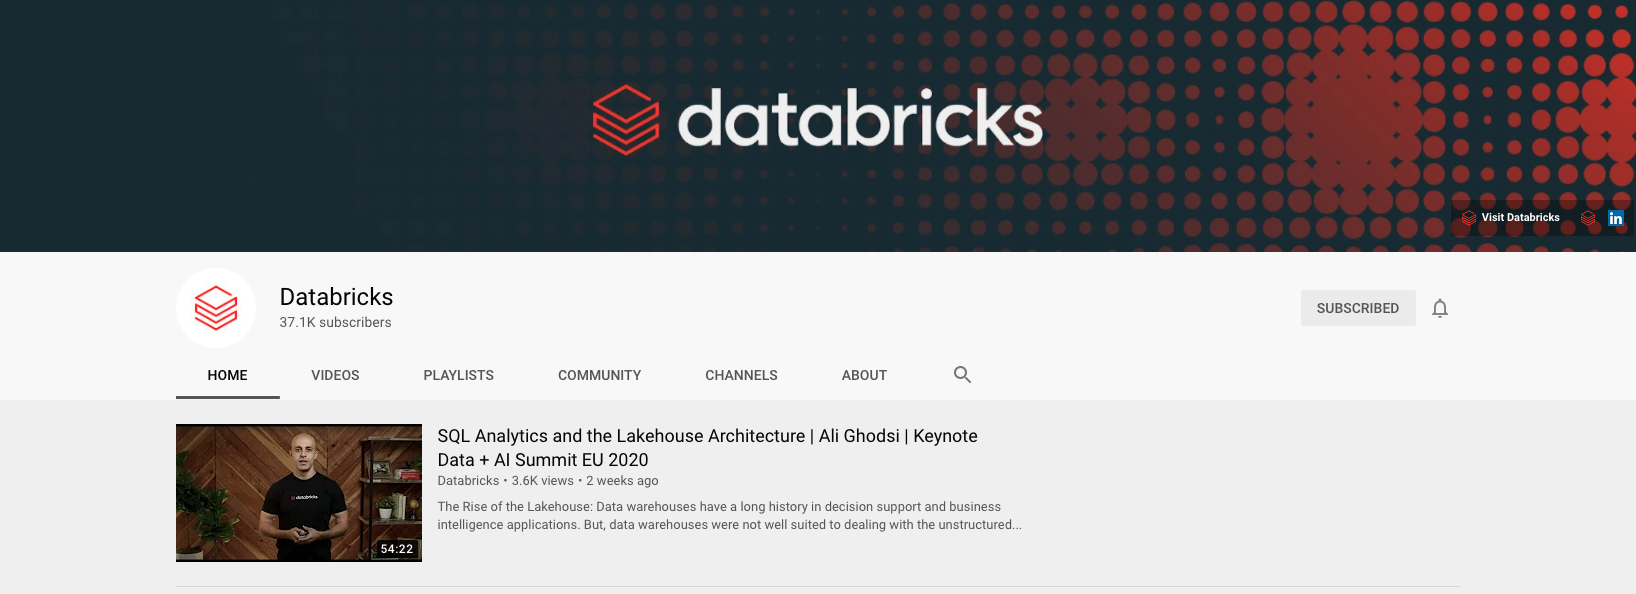 databricks
Visit Databricks
in
Databricks
37.1K subscribers
SUBSCRIBED
HOME VIDEOS PLAYLISTS COMMUNITY CHANNELS ABOUT
SQL Analytics and the Lakehouse Architecture | Ali Ghodsi | Keynote
Data + AI Summit EU 2020
Databricks • 3.6K views • 2 weeks ago
The Rise of the Lakehouse: Data warehouses have a long history in decision support and business
intelligence applications. But, data warehouses were not well suited to dealing with the unstructured...
databricks
54:22